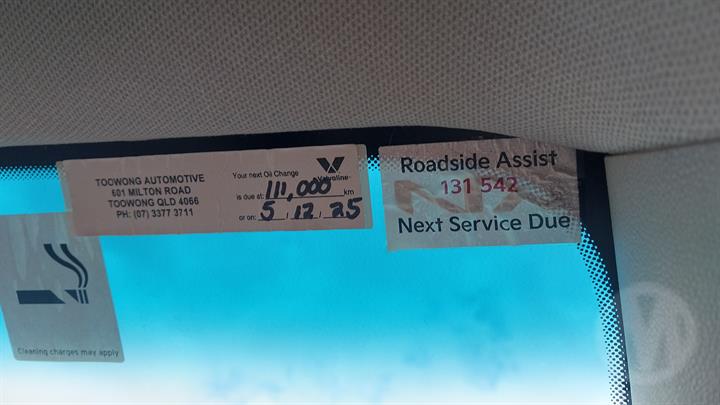 TOOWONG AUTOMOTIVE
601 MILTON ROAD
TOOWONG QLD 4066
PH: (07) 3377 3711
Your next Oil Change
Valvoline
is due at: 111,000 km
or on: 5 / 12 / 25
Roadside Assist
131 542
Next Service Due
Cleaning charges may apply